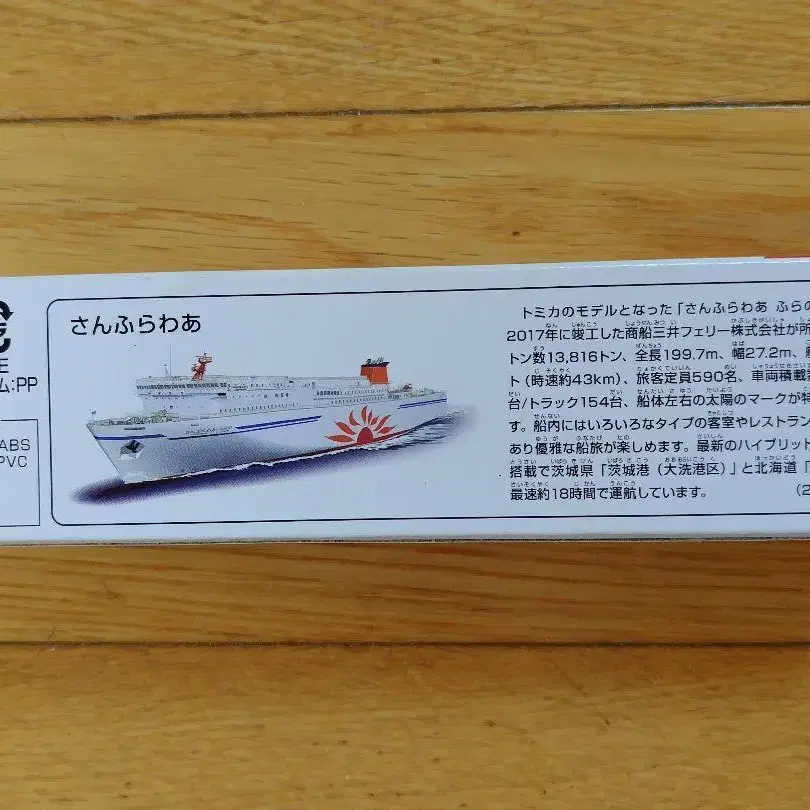 E
ム:PP
ABS
PVC
さんふらわあ
トミカのモデルとなった「さんふらわあ ふらの
2017年に竣工した商船三井フェリー株式会社が所
トン数13,816トン、全長199.7m、幅27.2m、
ト(時速約43km)、旅客定員590名、車両積載
台/トラック154台、船体左右の太陽のマークが特
す。船内にはいろいろなタイプの客室やレストラン
あり優雅な船旅が楽しめます。最新のハイブリット
搭載で茨城県「茨城港(大洗港区)」と北海道「
最速約18時間で運航しています。
(2